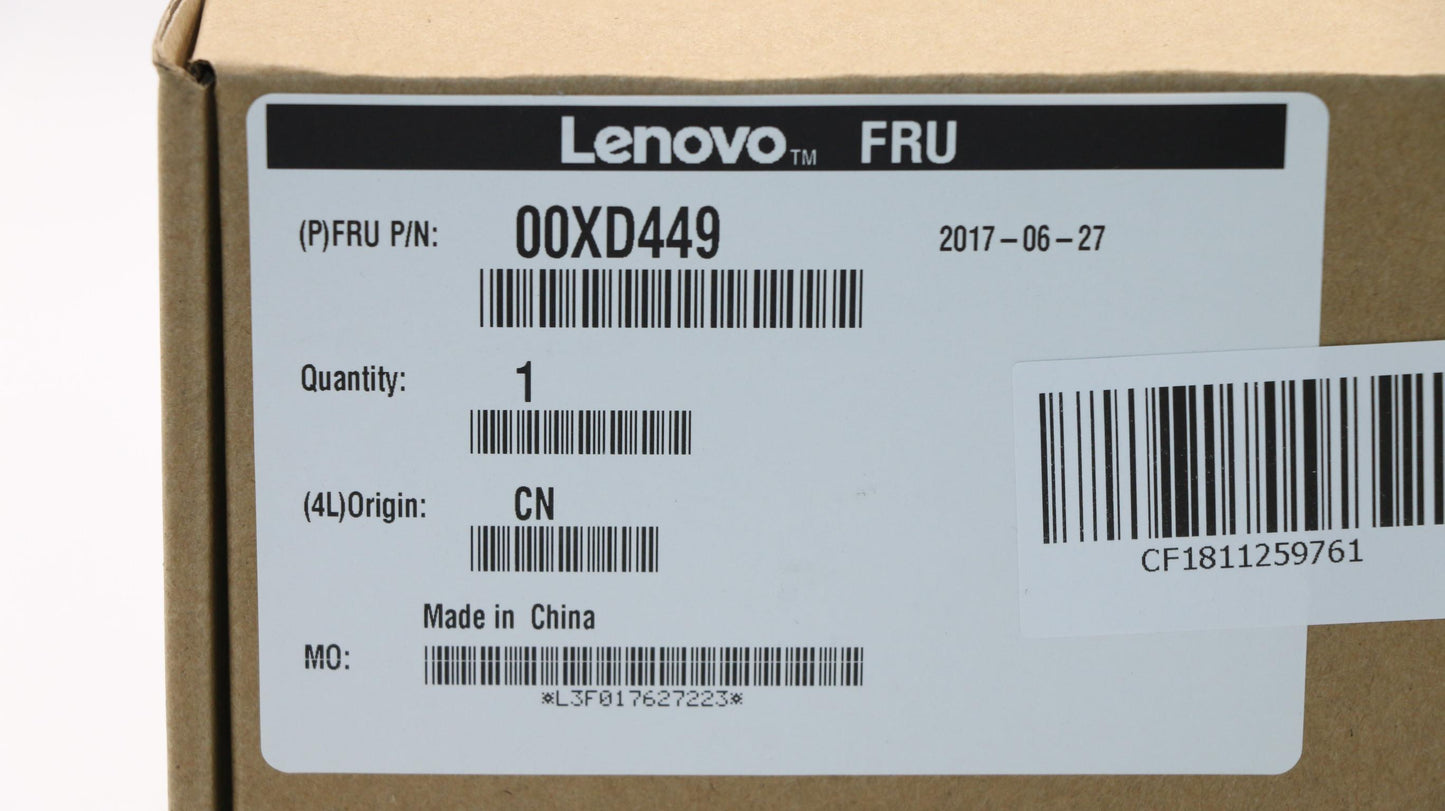 Lenovo™ FRU
(P)FRU P/N: 00XD449 2017-06-27
Quantity: 1
(4L)Origin: CN
Made in China
MO:
*L3F017627223*
CF1811259761